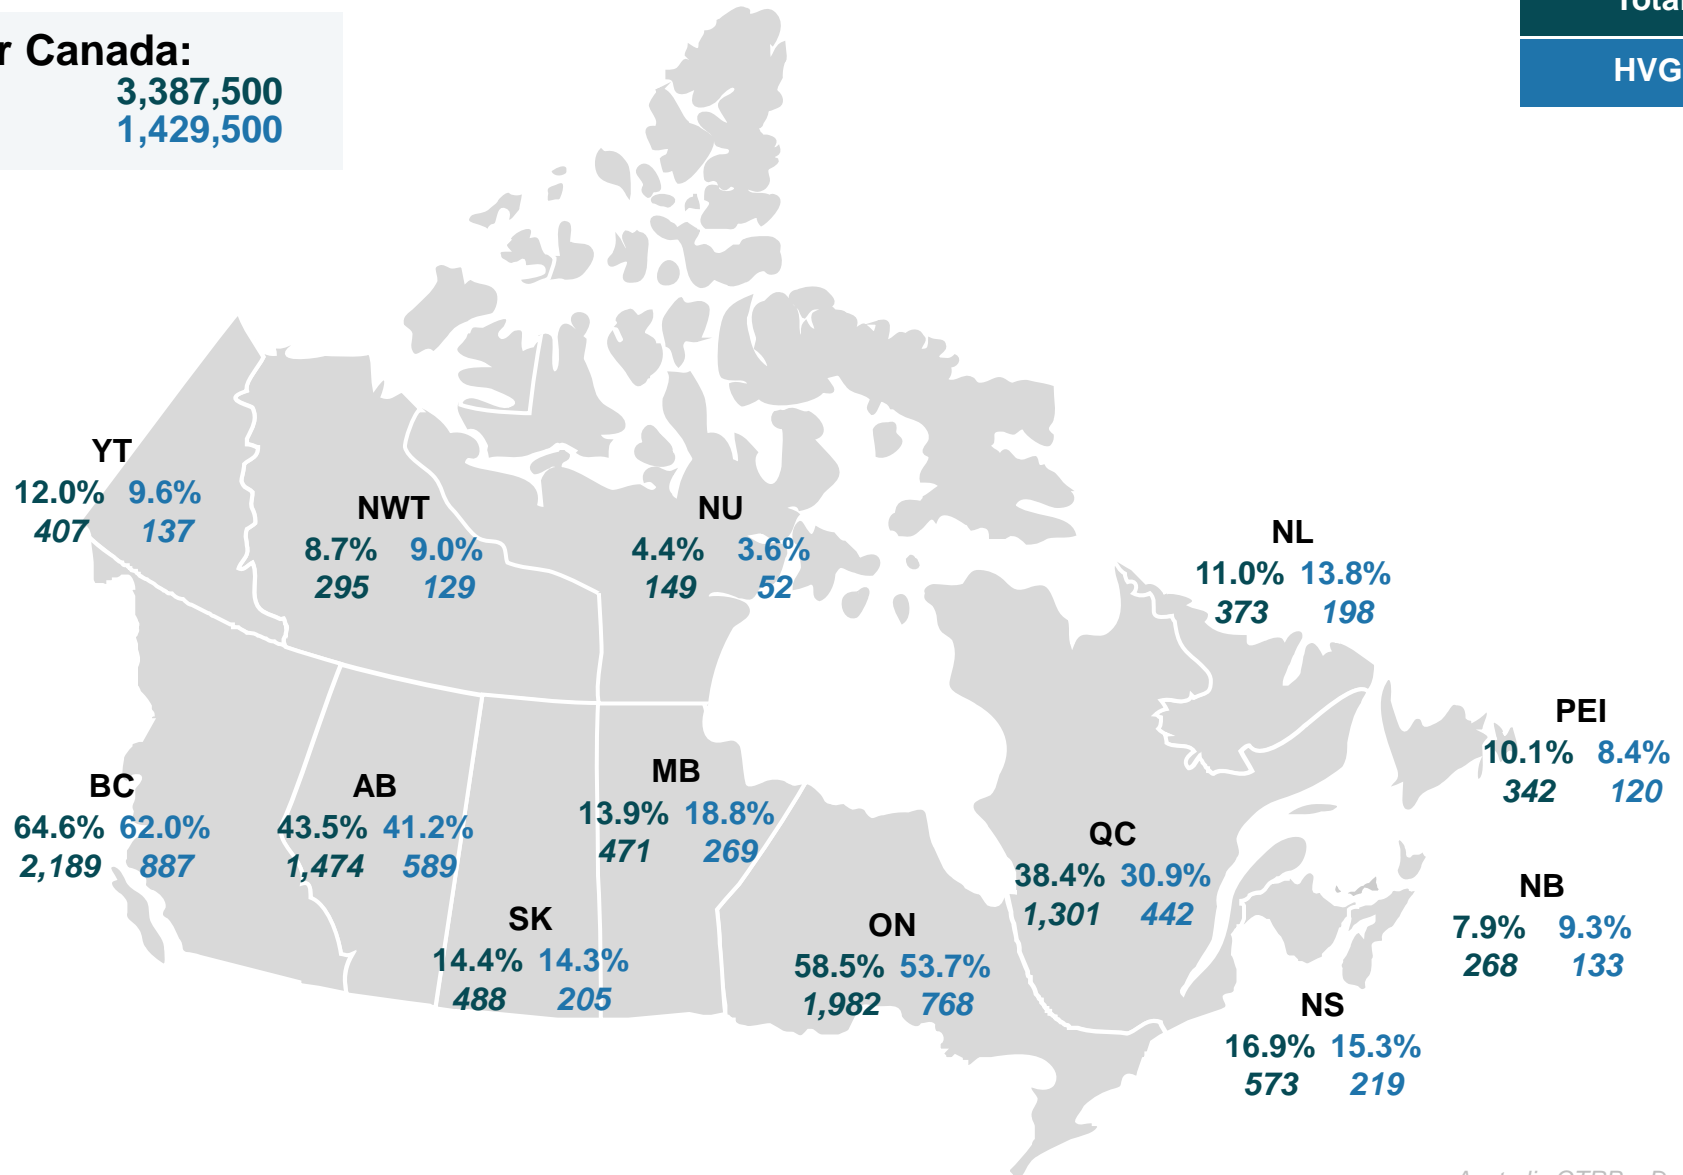 r Canada:
3,387,500
1,429,500
Total
HVG
YT
12.0% 9.6%
407 137
NWT
8.7% 9.0%
295 129
NU
4.4% 3.6%
149 52
NL
11.0% 13.8%
373 198
PEI
10.1% 8.4%
342 120
BC
64.6% 62.0%
2,189 887
AB
43.5% 41.2%
1,474 589
MB
13.9% 18.8%
471 269
QC
38.4% 30.9%
1,301 442
NB
7.9% 9.3%
268 133
SK
14.4% 14.3%
488 205
ON
58.5% 53.7%
1,982 768
NS
16.9% 15.3%
573 219